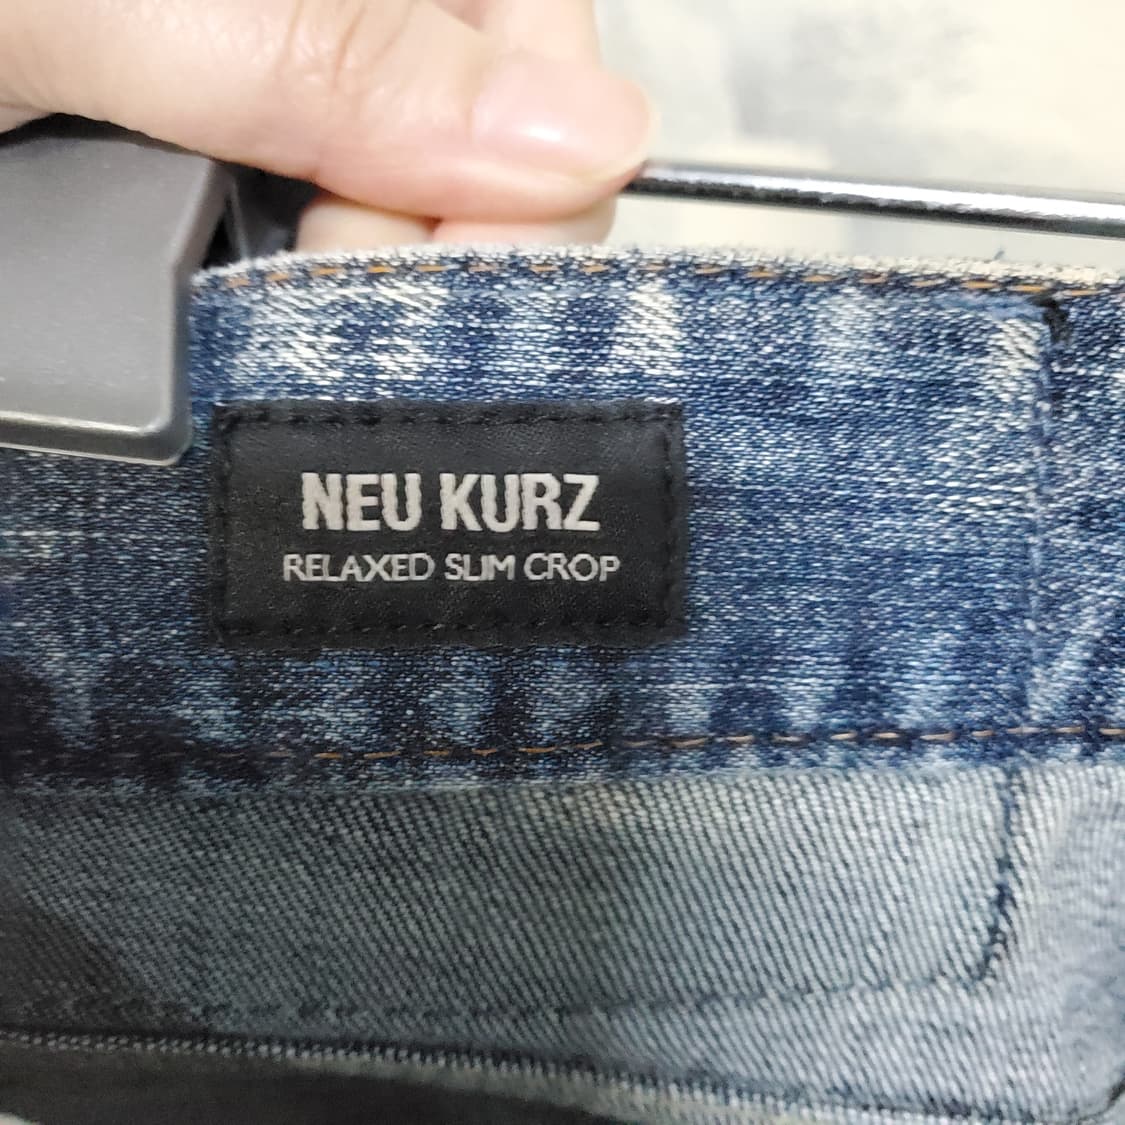 NEU KURZ
RELAXED SLIM CROP